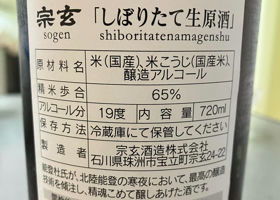 宗玄 「しぼりたて生原酒」
sogen shiboritatenamagenshu
原材料名 米（国産）、米こうじ（国産米）、
醸造アルコール
精米歩合 65%
アルコール分 19度 内容量 720ml
保存方法 冷蔵庫にて保管してください
製造者 宗玄酒造株式会社
石川県珠洲市宝立町宗玄24-22
能登杜氏が、北陸能登の寒夜において、最高の醸造
技術を傾注し、精魂こめて醸しあげた酒です。